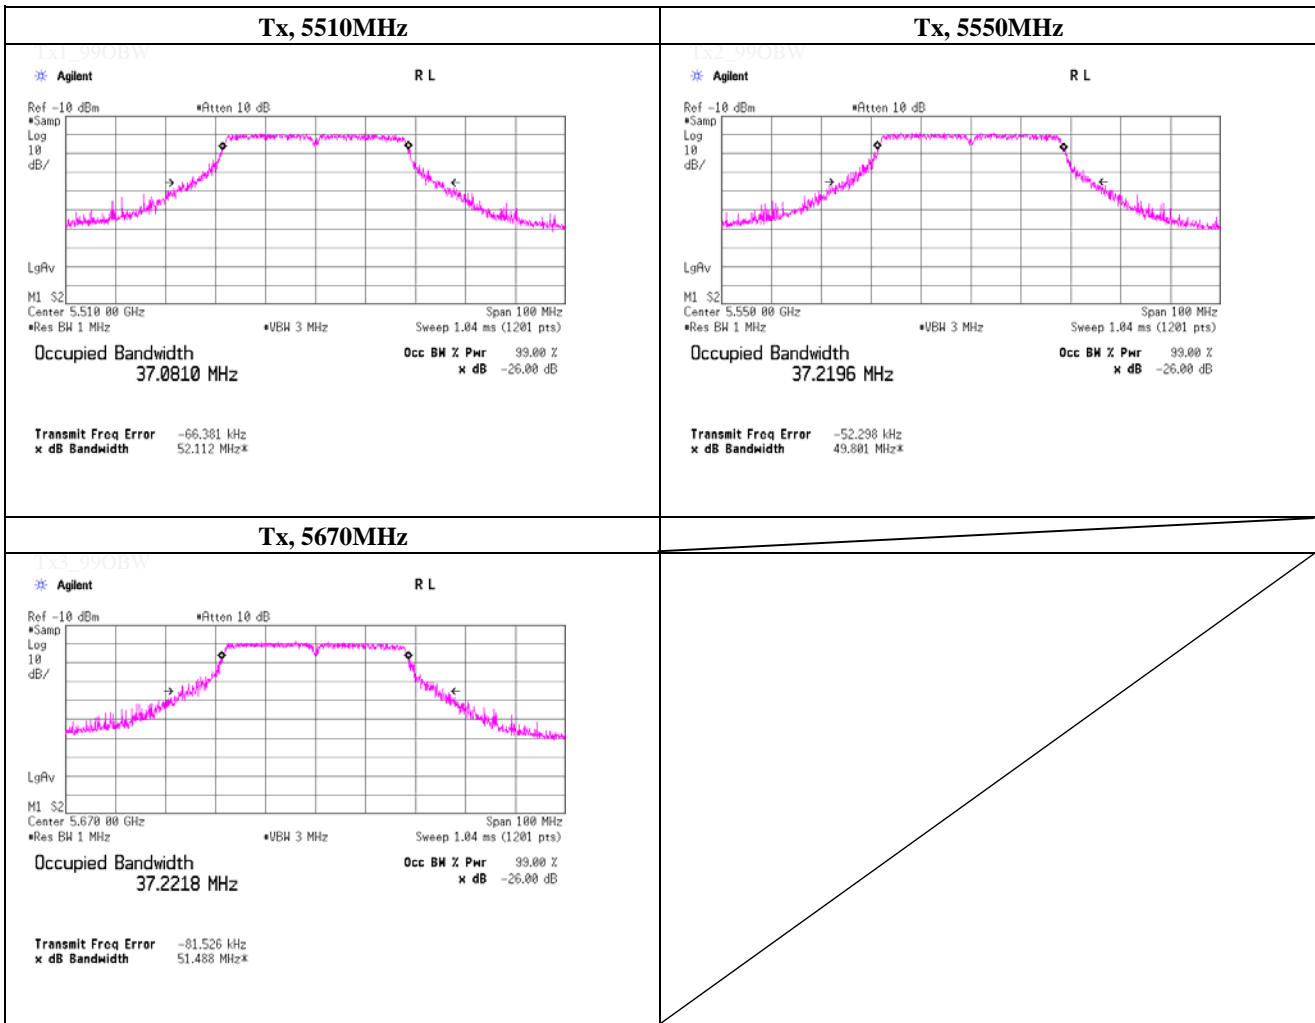 Tx, 5510MHz
Tx1_99OBW
Agilent R L
Ref -10 dBm #Atten 10 dB
#Samp
Log
10
dB/
LgAv
M1 S2
Center 5.510 00 GHz Span 100 MHz
#Res BW 1 MHz #VBW 3 MHz Sweep 1.04 ms (1201 pts)
Occupied Bandwidth Occ BW % Pwr 99.00 %
37.0810 MHz x dB -26.00 dB
Transmit Freq Error -66.381 kHz
x dB Bandwidth 52.112 MHz*
Tx, 5550MHz
Tx2_99OBW
Agilent R L
Ref -10 dBm #Atten 10 dB
#Samp
Log
10
dB/
LgAv
M1 S2
Center 5.550 00 GHz Span 100 MHz
#Res BW 1 MHz #VBW 3 MHz Sweep 1.04 ms (1201 pts)
Occupied Bandwidth Occ BW % Pwr 99.00 %
37.2196 MHz x dB -26.00 dB
Transmit Freq Error -52.298 kHz
x dB Bandwidth 49.801 MHz*
Tx, 5670MHz
Tx3_99OBW
Agilent R L
Ref -10 dBm #Atten 10 dB
#Samp
Log
10
dB/
LgAv
M1 S2
Center 5.670 00 GHz Span 100 MHz
#Res BW 1 MHz #VBW 3 MHz Sweep 1.04 ms (1201 pts)
Occupied Bandwidth Occ BW % Pwr 99.00 %
37.2218 MHz x dB -26.00 dB
Transmit Freq Error -81.526 kHz
x dB Bandwidth 51.488 MHz*